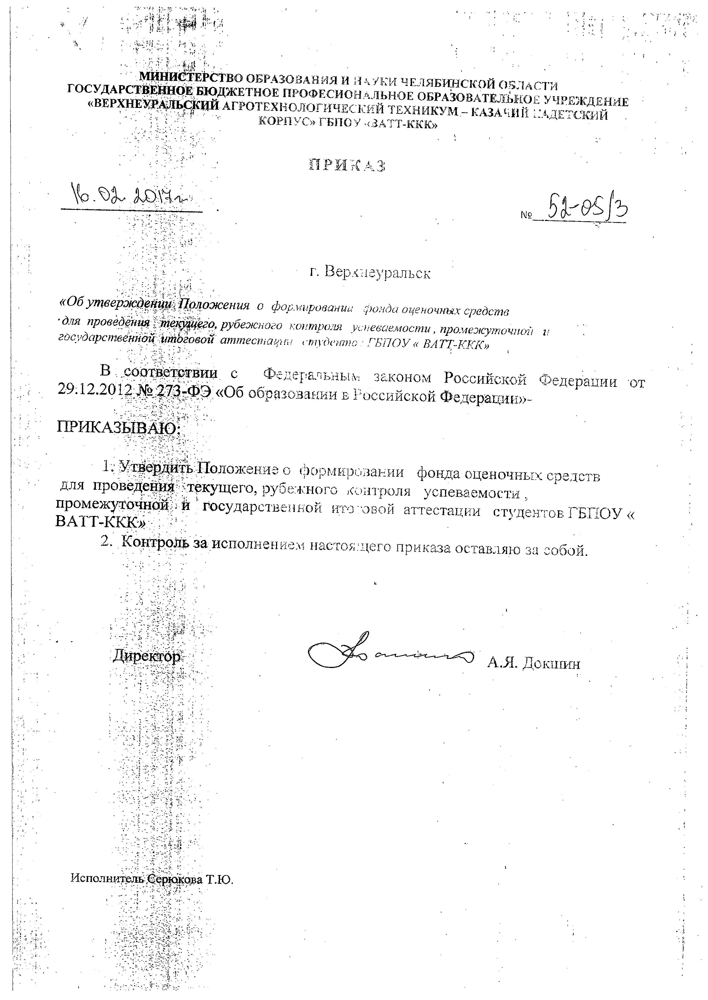 МИНИСТЕРСТВО ОБРАЗОВАНИЯ И НАУКИ ЧЕЛЯБИНСКОЙ ОБЛАСТИ
ГОСУДАРСТВЕННОЕ БЮДЖЕТНОЕ ПРОФЕСИОНАЛЬНОЕ ОБРАЗОВАТЕЛЬНОЕ УЧРЕЖДЕНИЕ
«ВЕРХНЕУРАЛЬСКИЙ АГРОТЕХНОЛОГИЧЕСКИЙ ТЕХНИКУМ – КАЗАЧИЙ КАДЕТСКИЙ
КОРПУС» ГБПОУ «ВАТТ-ККК»
ПРИКАЗ
16.02.2017г.
№ 52-05/3
г. Верхнеуральск
«Об утверждении Положения о формировании фонда оценочных средств
для проведения текущего, рубежного контроля успеваемости, промежуточной и
государственной итоговой аттестации студентов ГБПОУ « ВАТТ-ККК»
В соответствии с Федеральным законом Российской Федерации от
29.12.2012 № 273-ФЭ «Об образовании в Российской Федерации»-
ПРИКАЗЫВАЮ:
1. Утвердить Положение о формировании фонда оценочных средств
для проведения текущего, рубежного контроля успеваемости ,
промежуточной и государственной итоговой аттестации студентов ГБПОУ «
ВАТТ-ККК»
2. Контроль за исполнением настоящего приказа оставляю за собой.
Директор А.Я. Докшин
Исполнитель Серюкова Т.Ю.